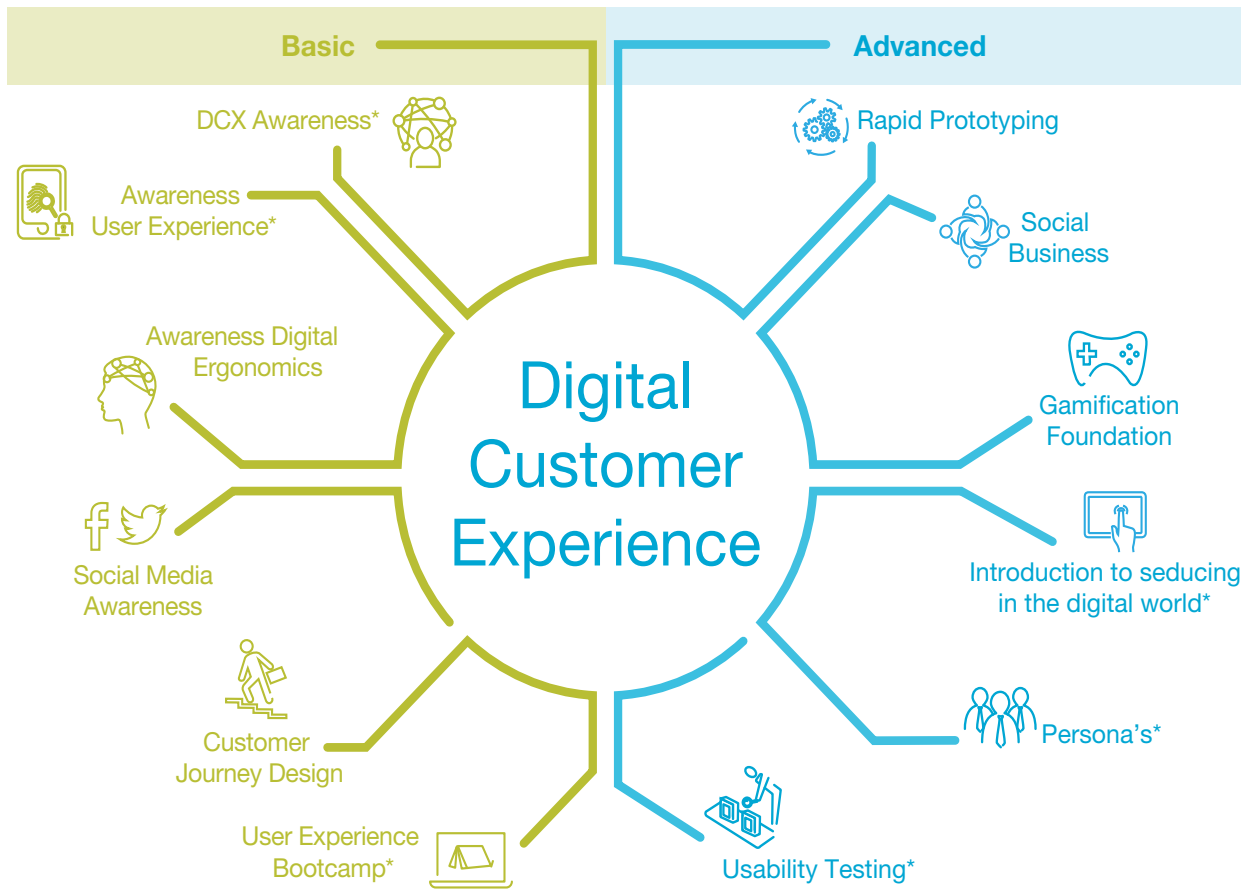 Basic
Advanced
DCX Awareness*
Awareness
User Experience*
Awareness Digital
Ergonomics
Social Media
Awareness
Customer
Journey Design
User Experience
Bootcamp*
Digital
Customer
Experience
Rapid Prototyping
Social
Business
Gamification
Foundation
Introduction to seducing
in the digital world*
Persona’s*
Usability Testing*